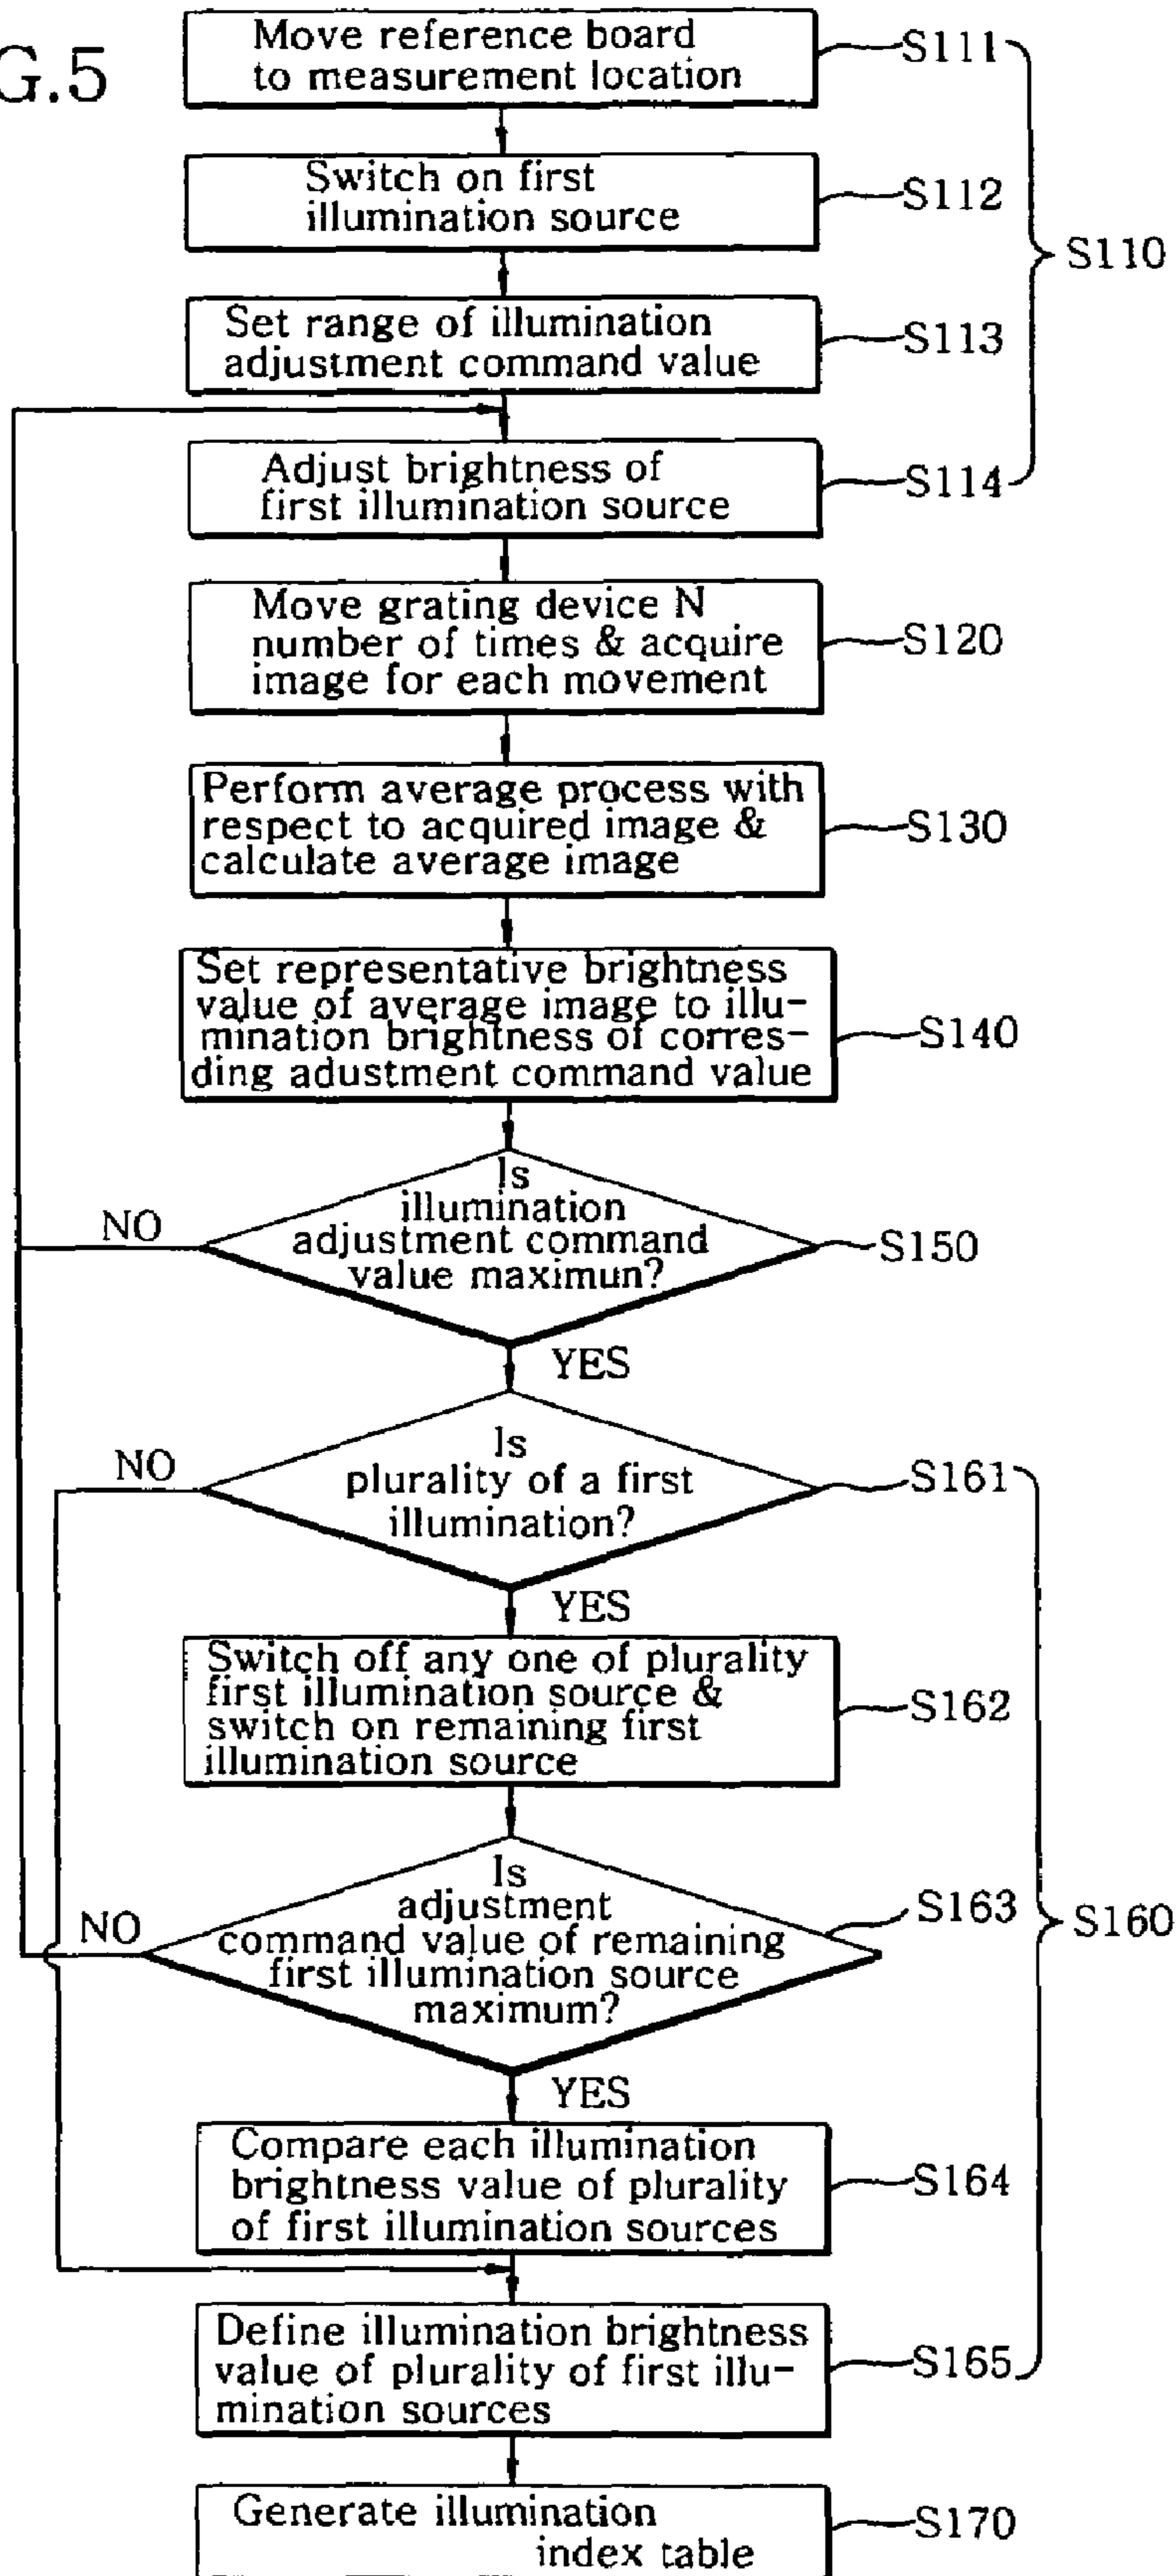 G.5
Move reference board
to measurement location
S111
Switch on first
illumination source
S112
S110
Set range of illumination
adjustment command value
S113
Adjust brightness of
first illumination source
S114
Move grating device N
number of times & acquire
image for each movement
S120
Perform average process with
respect to acquired image &
calculate average image
S130
Set representative brightness
value of average image to illu-
mination brightness of corres-
ding adustment command value
S140
Is
illumination
adjustment command
value maximun?
NO
S150
YES
Is
plurality of a first
illumination?
NO
S161
YES
Switch off any one of plurality
first illumination source &
switch on remaining first
illumination source
S162
Is
adjustment
command value of remaining
first illumination source
maximum?
NO
S163
S160
YES
Compare each illumination
brightness value of plurality
of first illumination sources
S164
Define illumination brightness
value of plurality of first illu-
mination sources
S165
Generate illumination
index table
S170